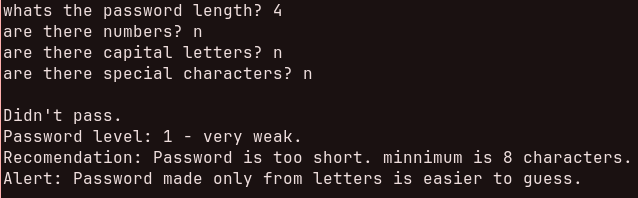 whats the password length? 4
are there numbers? n
are there capital letters? n
are there special characters? n
Didn't pass.
Password level: 1 - very weak.
Recomendation: Password is too short. minnimum is 8 characters.
Alert: Password made only from letters is easier to guess.